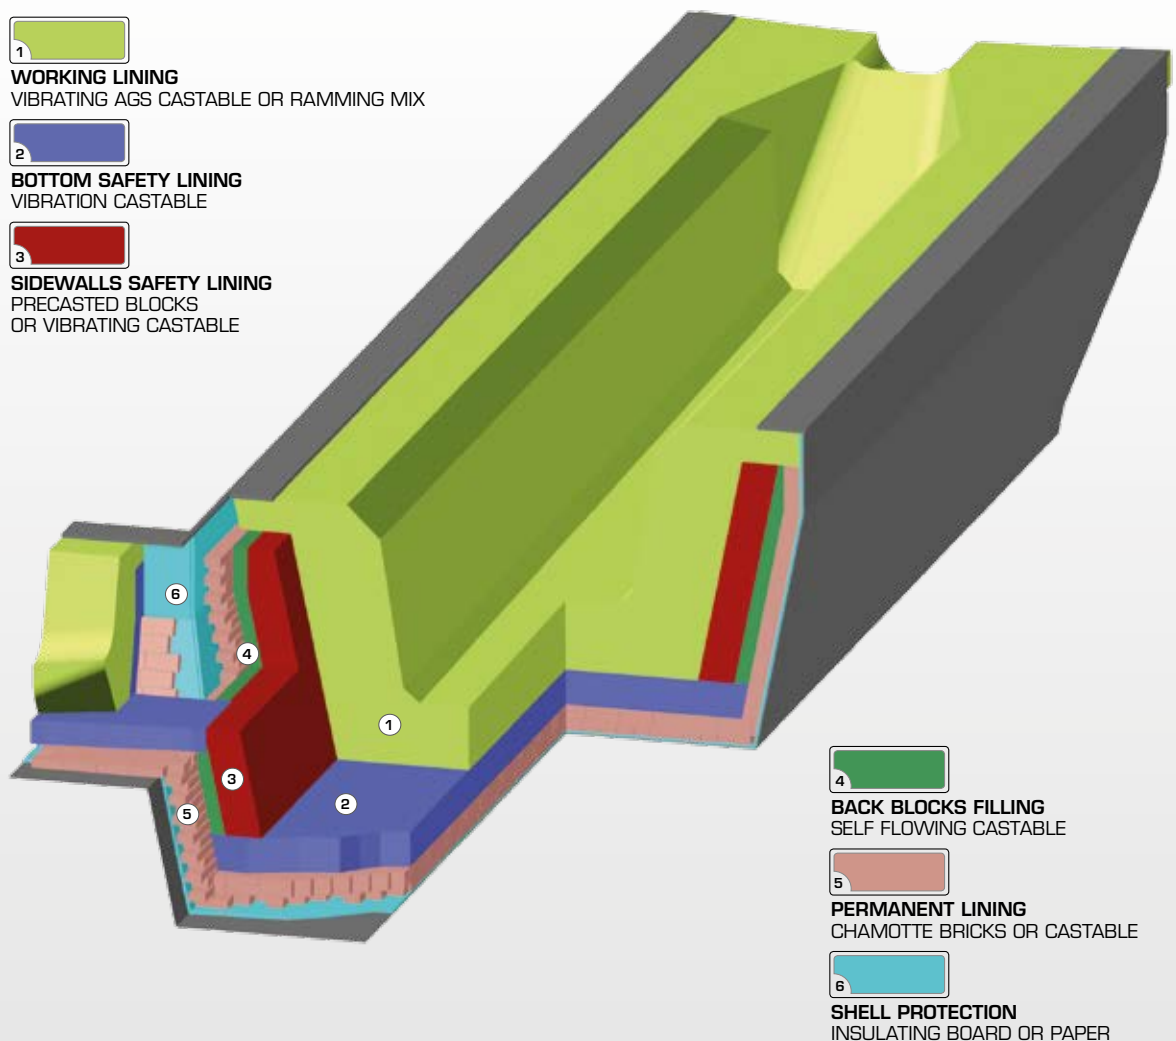 1
WORKING LINING
VIBRATING AGS CASTABLE OR RAMMING MIX
2
BOTTOM SAFETY LINING
VIBRATION CASTABLE
3
SIDEWALLS SAFETY LINING
PRECASTED BLOCKS
OR VIBRATING CASTABLE
6
4
1
3
2
5
4
BACK BLOCKS FILLING
SELF FLOWING CASTABLE
5
PERMANENT LINING
CHAMOTTE BRICKS OR CASTABLE
6
SHELL PROTECTION
INSULATING BOARD OR PAPER